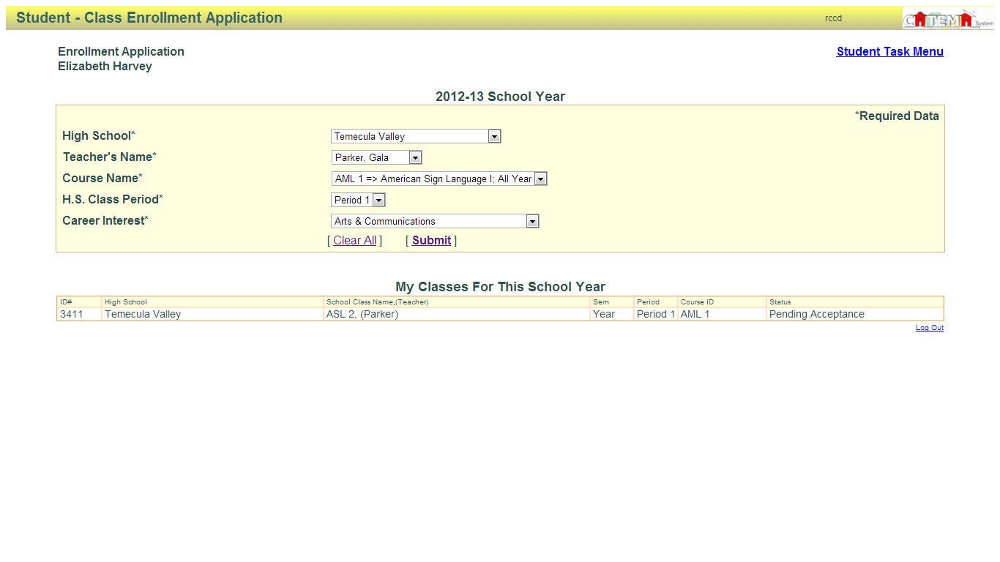 Student - Class Enrollment Application
rccd
CATEMA System
Enrollment Application
Student Task Menu
Elizabeth Harvey
2012-13 School Year
*Required Data
High School* Temecula Valley
Teacher's Name* Parker, Gala
Course Name* AML 1 => American Sign Language I; All Year
H.S. Class Period* Period 1
Career Interest* Arts & Communications
[ Clear All ] [ Submit ]
My Classes For This School Year
ID# High School School Class Name,(Teacher) Sem Period Course ID Status
3411 Temecula Valley ASL 2, (Parker) Year Period 1 AML 1 Pending Acceptance
Log Out